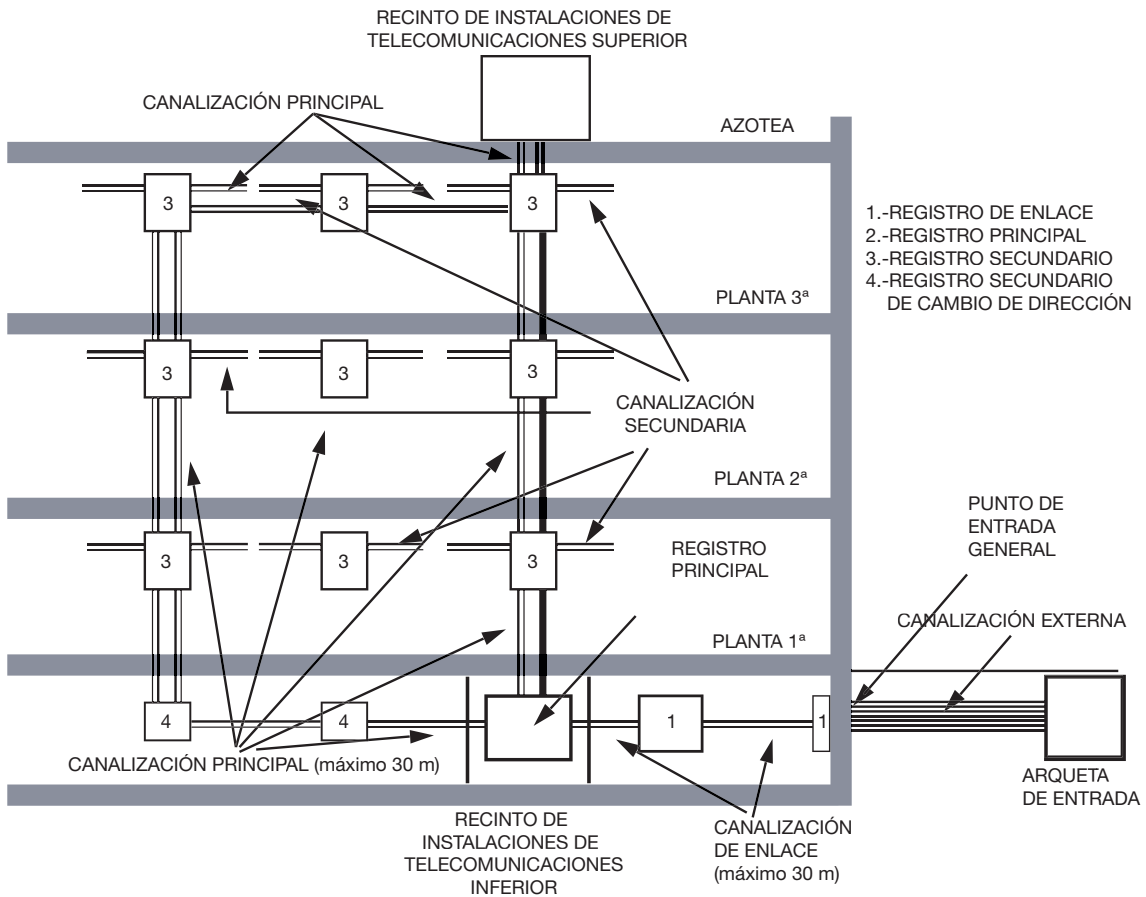 RECINTO DE INSTALACIONES DE
TELECOMUNICACIONES SUPERIOR
CANALIZACIÓN PRINCIPAL
AZOTEA
3
3
3
1.-REGISTRO DE ENLACE
2.-REGISTRO PRINCIPAL
3.-REGISTRO SECUNDARIO
4.-REGISTRO SECUNDARIO
DE CAMBIO DE DIRECCIÓN
PLANTA 3ª
3
3
3
CANALIZACIÓN
SECUNDARIA
PLANTA 2ª
PUNTO DE
ENTRADA
GENERAL
3
3
3
REGISTRO
PRINCIPAL
CANALIZACIÓN EXTERNA
PLANTA 1ª
4
4
1
1
CANALIZACIÓN PRINCIPAL (máximo 30 m)
ARQUETA
DE ENTRADA
RECINTO DE
INSTALACIONES DE
TELECOMUNICACIONES
INFERIOR
CANALIZACIÓN
DE ENLACE
(máximo 30 m)